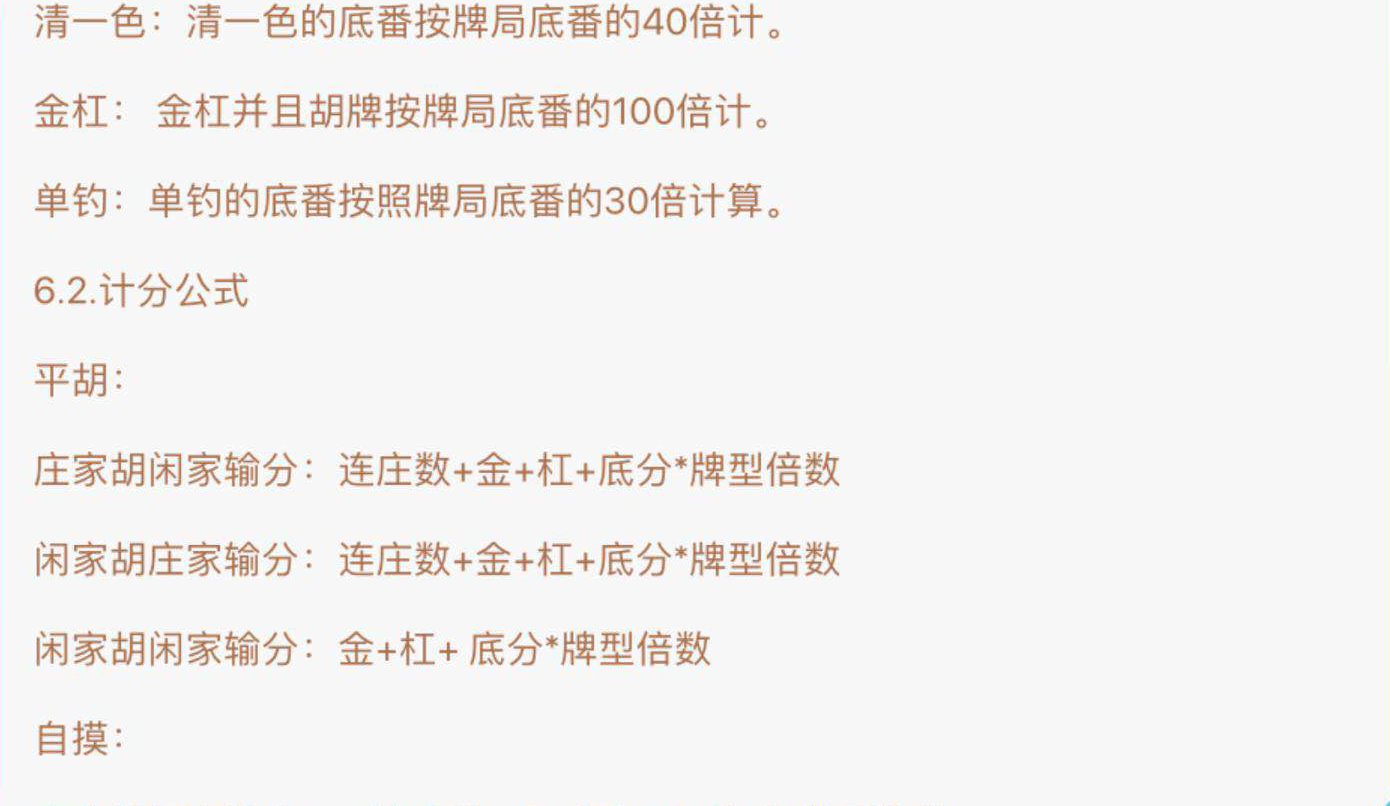 清一色：清一色的底番按牌局底番的40倍计。
金杠： 金杠并且胡牌按牌局底番的100倍计。
单钓：单钓的底番按照牌局底番的30倍计算。
6.2.计分公式
平胡：
庄家胡闲家输分：连庄数+金+杠+底分*牌型倍数
闲家胡庄家输分：连庄数+金+杠+底分*牌型倍数
闲家胡闲家输分：金+杠+ 底分*牌型倍数
自摸：